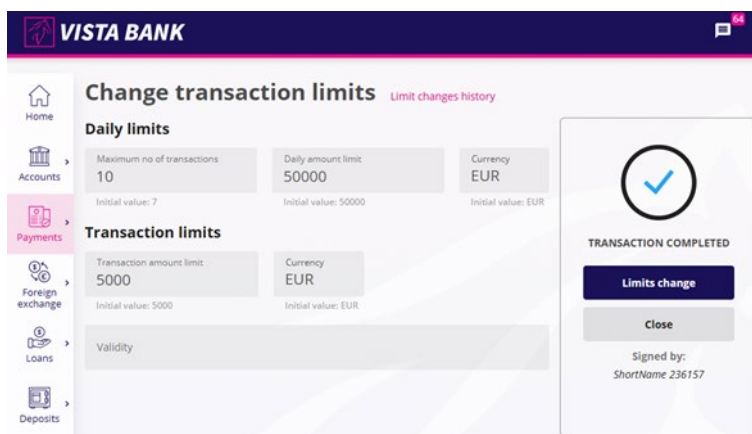 VISTA BANK
64
Home
Accounts
Payments
Foreign
exchange
Loans
Deposits
Change transaction limits Limit changes history
Daily limits
Maximum no of transactions Daily amount limit Currency
10 50000 EUR
Initial value: 7 Initial value: 50000 Initial value: EUR
Transaction limits
Transaction amount limit Currency
5000 EUR
Initial value: 5000 Initial value: EUR
Validity
TRANSACTION COMPLETED
Limits change
Close
Signed by:
ShortName 236157